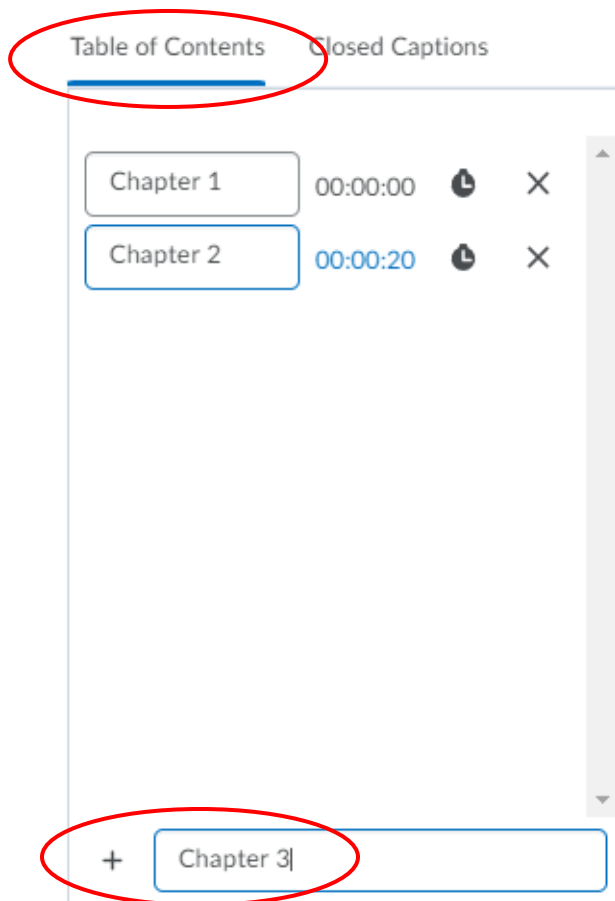 Table of Contents Closed Captions
Chapter 1 00:00:00
Chapter 2 00:00:20
+ Chapter 3